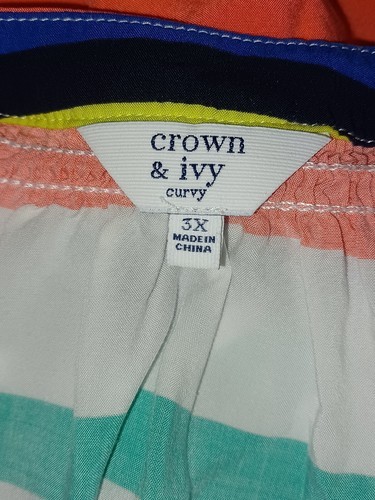 crown
& ivy
curvy
3X
MADE IN
CHINA